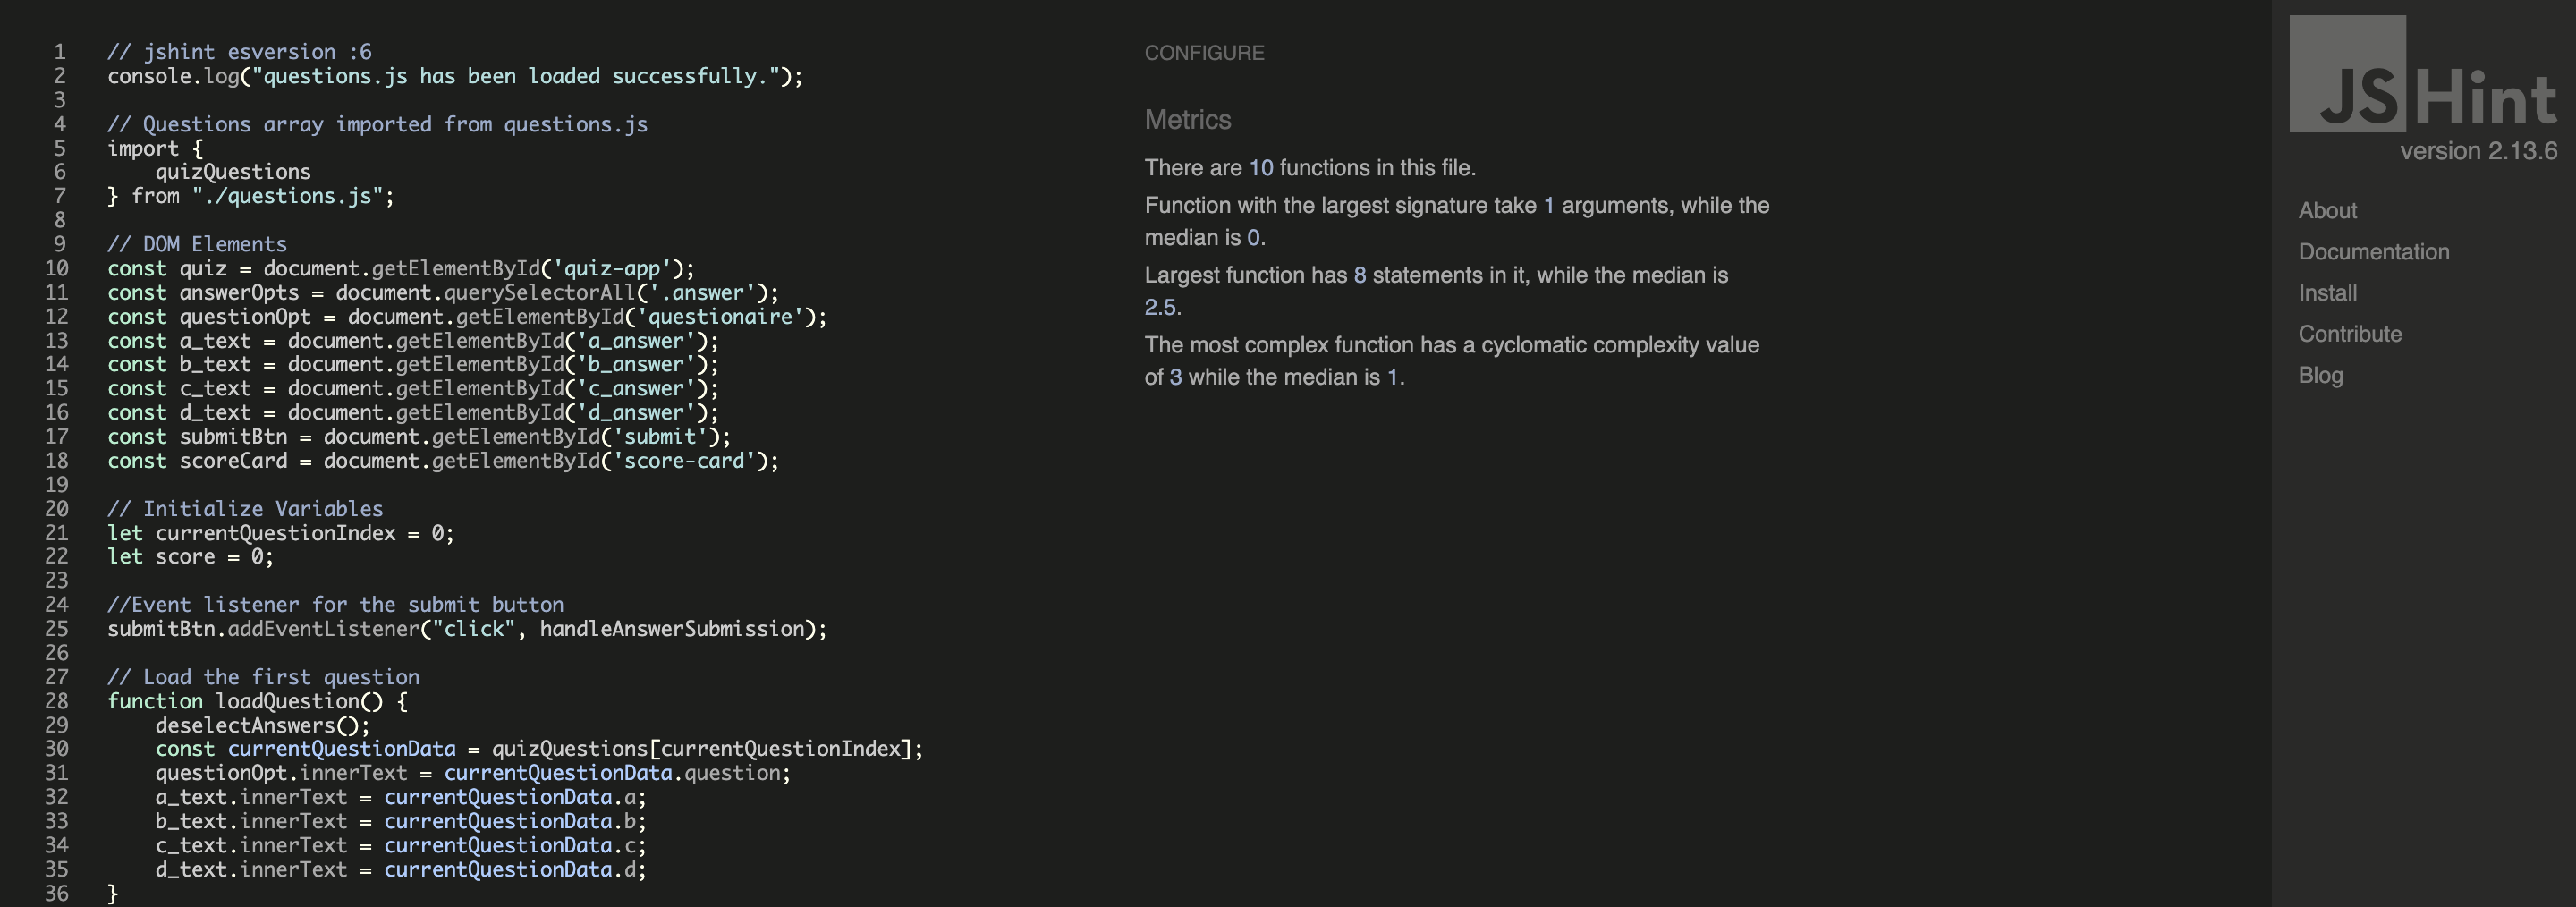 1 // jshint esversion :6
2 console.log("questions.js has been loaded successfully.");
3
4 // Questions array imported from questions.js
5 import {
6     quizQuestions
7 } from "./questions.js";
8
9 // DOM Elements
10 const quiz = document.getElementById('quiz-app');
11 const answerOpts = document.querySelectorAll('.answer');
12 const questionOpt = document.getElementById('questionaire');
13 const a_text = document.getElementById('a_answer');
14 const b_text = document.getElementById('b_answer');
15 const c_text = document.getElementById('c_answer');
16 const d_text = document.getElementById('d_answer');
17 const submitBtn = document.getElementById('submit');
18 const scoreCard = document.getElementById('score-card');
19
20 // Initialize Variables
21 let currentQuestionIndex = 0;
22 let score = 0;
23
24 //Event listener for the submit button
25 submitBtn.addEventListener("click", handleAnswerSubmission);
26
27 // Load the first question
28 function loadQuestion() {
29     deselectAnswers();
30     const currentQuestionData = quizQuestions[currentQuestionIndex];
31     questionOpt.innerText = currentQuestionData.question;
32     a_text.innerText = currentQuestionData.a;
33     b_text.innerText = currentQuestionData.b;
34     c_text.innerText = currentQuestionData.c;
35     d_text.innerText = currentQuestionData.d;
36 }
CONFIGURE
Metrics
There are 10 functions in this file.
Function with the largest signature take 1 arguments, while the
median is 0.
Largest function has 8 statements in it, while the median is
2.5.
The most complex function has a cyclomatic complexity value
of 3 while the median is 1.
JSHint
version 2.13.6
About
Documentation
Install
Contribute
Blog